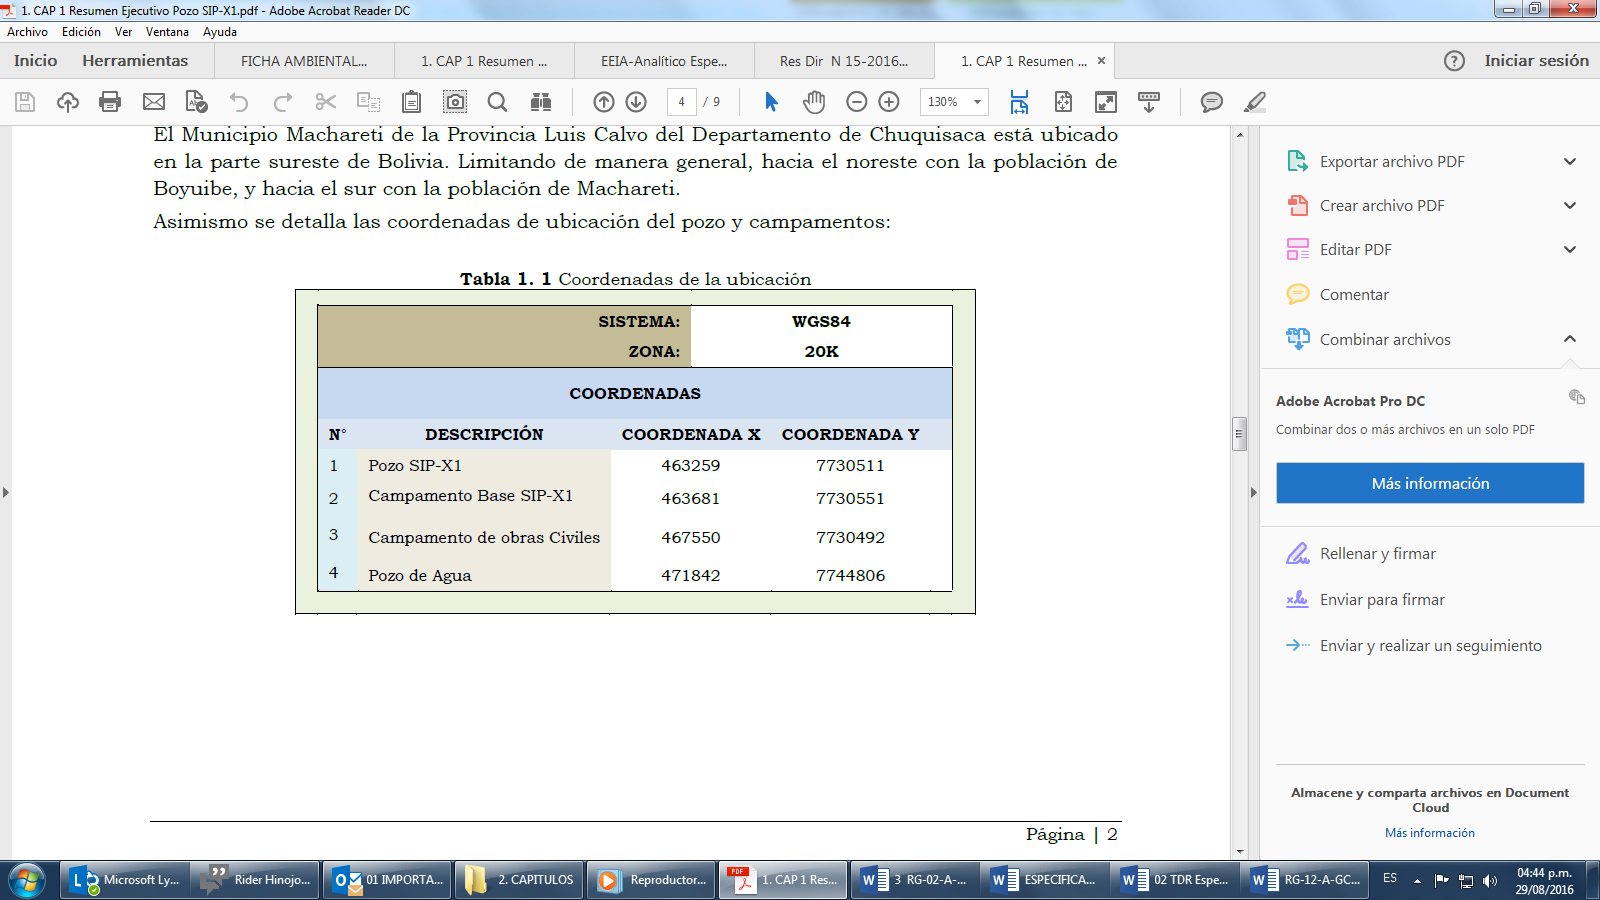 1. CAP 1 Resumen Ejecutivo Pozo SIP-X1.pdf - Adobe Acrobat Reader DC
Archivo Edición Ver Ventana Ayuda
Inicio Herramientas FICHA AMBIENTAL... 1. CAP 1 Resumen ... EEIA-Analítico Espe... Res Dir N 15-2016... 1. CAP 1 Resumen ... × Iniciar sesión
4 / 9 130%
El Municipio Machareti de la Provincia Luis Calvo del Departamento de Chuquisaca está ubicado
en la parte sureste de Bolivia. Limitando de manera general, hacia el noreste con la población de
Boyuibe, y hacia el sur con la población de Machareti.
Asimismo se detalla las coordenadas de ubicación del pozo y campamentos:
Tabla 1. 1 Coordenadas de la ubicación
SISTEMA: WGS84
ZONA: 20K
COORDENADAS
N° DESCRIPCIÓN COORDENADA X COORDENADA Y
1 Pozo SIP-X1 463259 7730511
2 Campamento Base SIP-X1 463681 7730551
3 Campamento de obras Civiles 467550 7730492
4 Pozo de Agua 471842 7744806
Página | 2
Exportar archivo PDF
Crear archivo PDF
Editar PDF
Comentar
Combinar archivos
Adobe Acrobat Pro DC
Combinar dos o más archivos en un solo PDF
Más información
Rellenar y firmar
Enviar para firmar
Enviar y realizar un seguimiento
Almacene y comparta archivos en Document
Cloud
Más información
Microsoft Ly... Rider Hinojo... 01 IMPORTA... 2. CAPITULOS Reproductor... 1. CAP 1 Res... 3 RG-02-A-... ESPECIFICA... 02 TDR Espe... RG-12-A-GC... ES 04:44 p.m.
29/08/2016